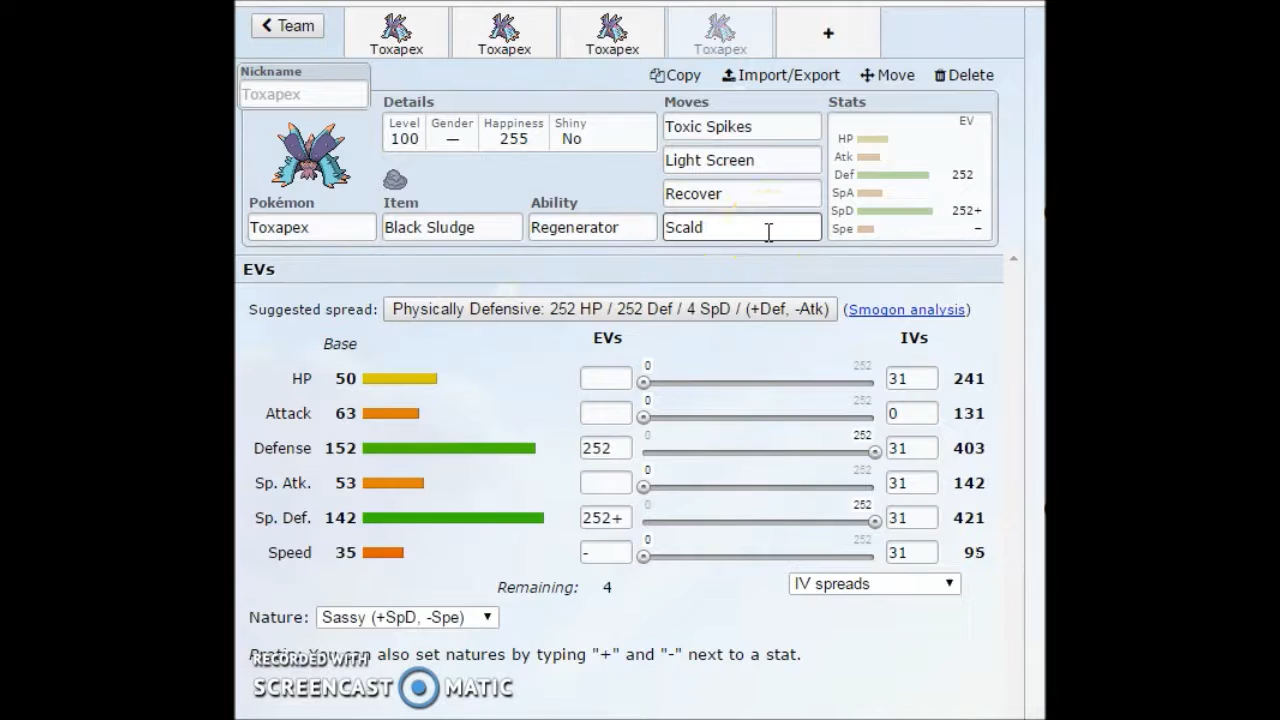 Team
Toxapex
Toxapex
Toxapex
Toxapex
+
Nickname
Toxapex
Copy
Import/Export
Move
Delete
Details
Level
100
Gender
—
Happiness
255
Shiny
No
Moves
Toxic Spikes
Light Screen
Recover
Scald
Stats
EV
HP
Atk
Def 252
SpA
SpD 252+
Spe –
Pokémon
Toxapex
Item
Black Sludge
Ability
Regenerator
EVs
Suggested spread: Physically Defensive: 252 HP / 252 Def / 4 SpD / (+Def, -Atk) (Smogon analysis)
Base EVs IVs
HP 50 0 252 31 241
Attack 63 0 252 0 131
Defense 152 252 0 252 31 403
Sp. Atk. 53 0 252 31 142
Sp. Def. 142 252+ 0 252 31 421
Speed 35 - 0 31 95
Remaining: 4
IV spreads
Nature: Sassy (+SpD, -Spe)
Protip: You can also set natures by typing "+" and "-" next to a stat.
RECORDED WITH
SCREENCAST MATIC